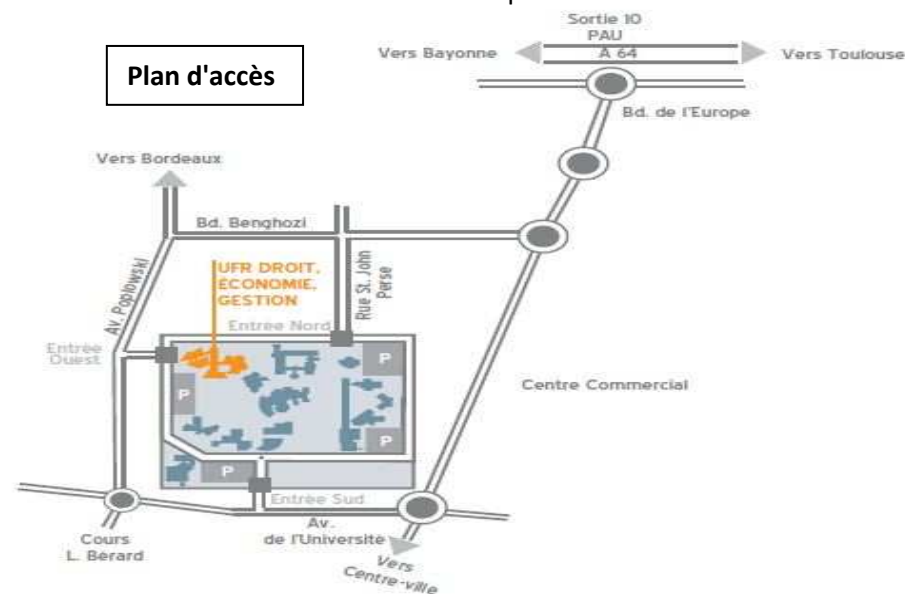 Sortie 10
PAU
A 64
Vers Bayonne
Vers Toulouse
Plan d'accès
Bd. de l'Europe
Vers Bordeaux
Bd. Benghozi
Av. Poplowski
UFR DROIT,
ÉCONOMIE,
GESTION
Rue St. John
Perse
Entrée Nord
Entrée
Ouest
P
P
P
P
Centre Commercial
Entrée Sud
Av.
de l'Université
Cours
L. Bérard
Vers
Centre-ville